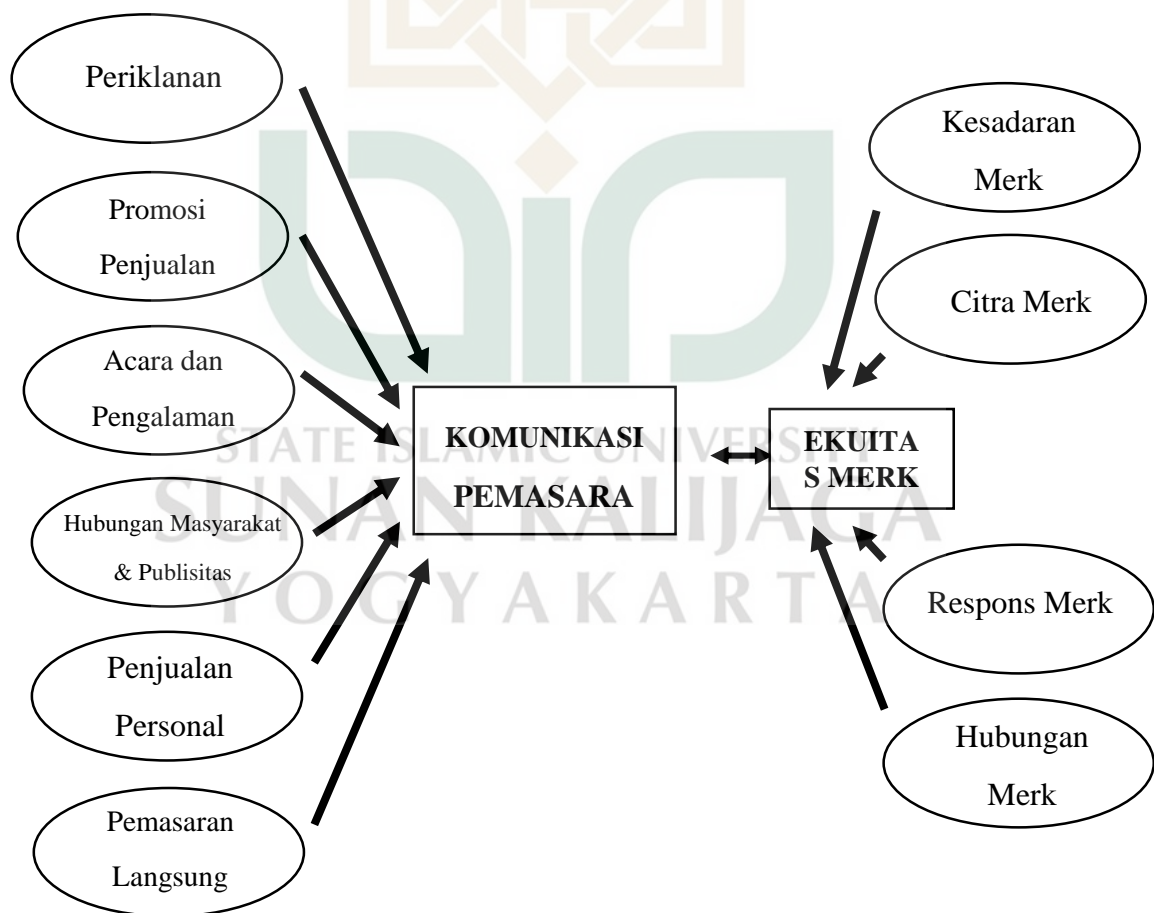 Periklanan
Promosi
Penjualan
Acara dan
Pengalaman
Hubungan Masyarakat
& Publisitas
Penjualan
Personal
Pemasaran
Langsung
KOMUNIKASI
PEMASARA
EKUITA
S MERK
Kesadaran
Merk
Citra Merk
Respons Merk
Hubungan
Merk
STATE ISLAMIC UNIVERSITY
SUNAN KALIJAGA
YOGYAKARTA